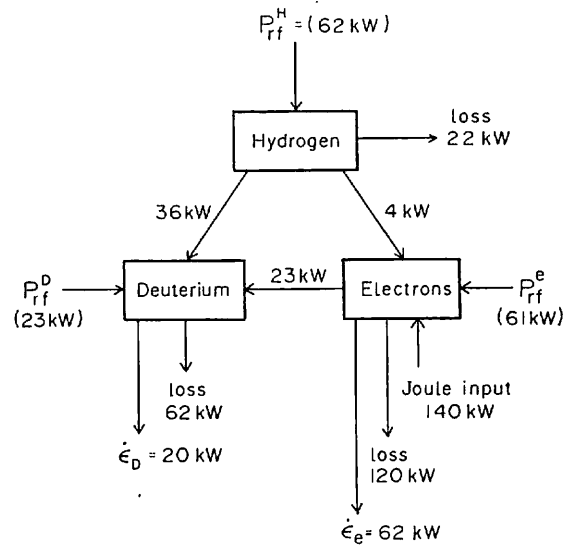 P_rf^H = (62 kW)
loss
22 kW
Hydrogen
36 kW
4 kW
P_rf^D
(23 kW)
Deuterium
23 kW
Electrons
P_rf^e
(61 kW)
loss
62 kW
Joule input
140 kW
ε̇_D = 20 kW
loss
120 kW
ε̇_e = 62 kW